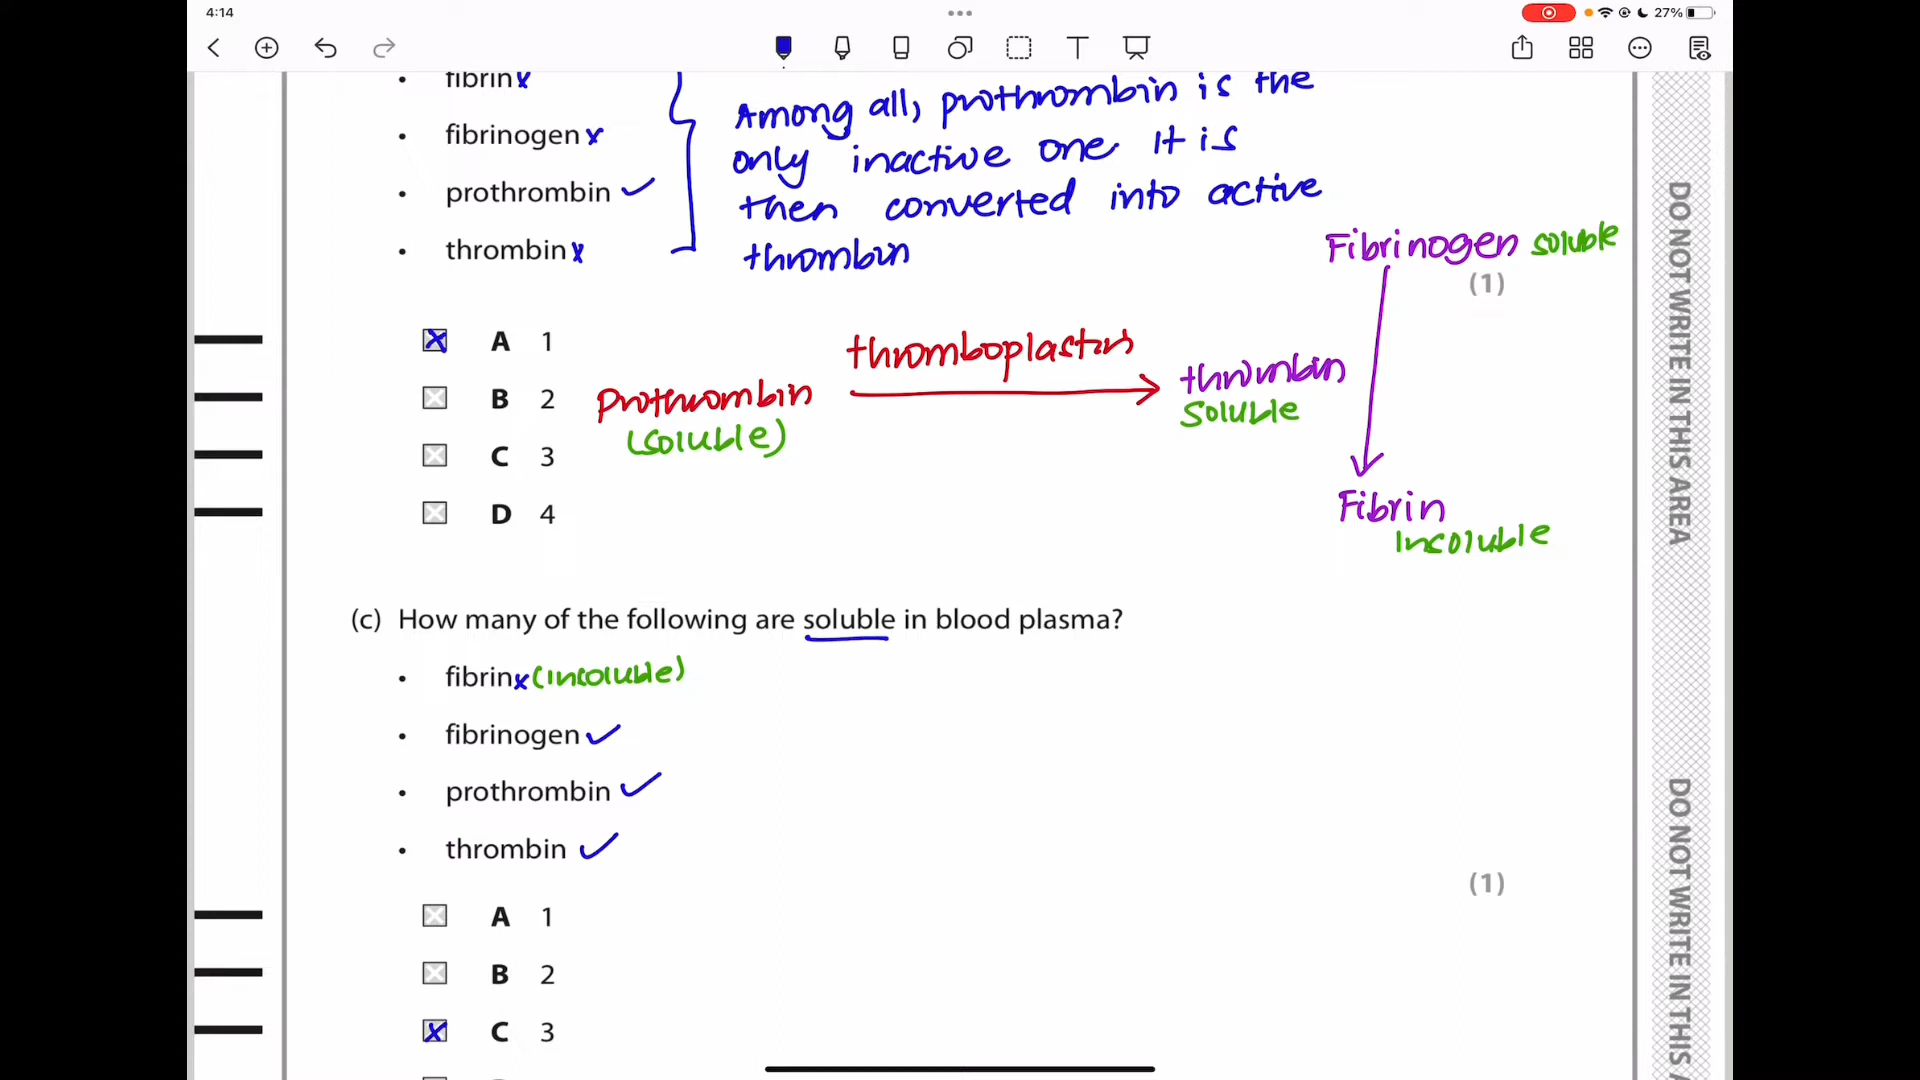 4:14
27%
• fibrin x
• fibrinogen x
• prothrombin ✓
• thrombin x
Among all, prothrombin is the
only inactive one. It is
then converted into active
thrombin
Fibrinogen soluble
(1)
A 1
B 2
C 3
D 4
thromboplastin
Prothrombin
(soluble)
thrombin
soluble
Fibrin
Insoluble
(c) How many of the following are soluble in blood plasma?
• fibrin x (insoluble)
• fibrinogen ✓
• prothrombin ✓
• thrombin ✓
(1)
A 1
B 2
C 3
DO NOT WRITE IN THIS AREA
DO NOT WRITE IN THIS